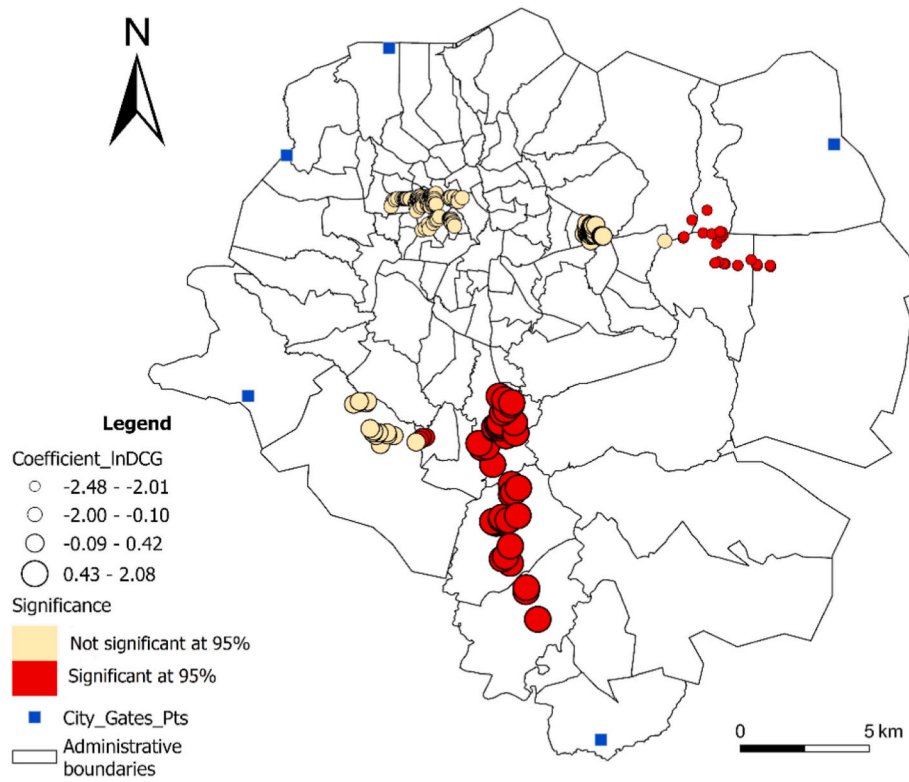 N
Legend
Coefficient_lnDCG
-2.48 - -2.01
-2.00 - -0.10
-0.09 - 0.42
0.43 - 2.08
Significance
Not significant at 95%
Significant at 95%
City_Gates_Pts
Administrative
boundaries
0 5 km